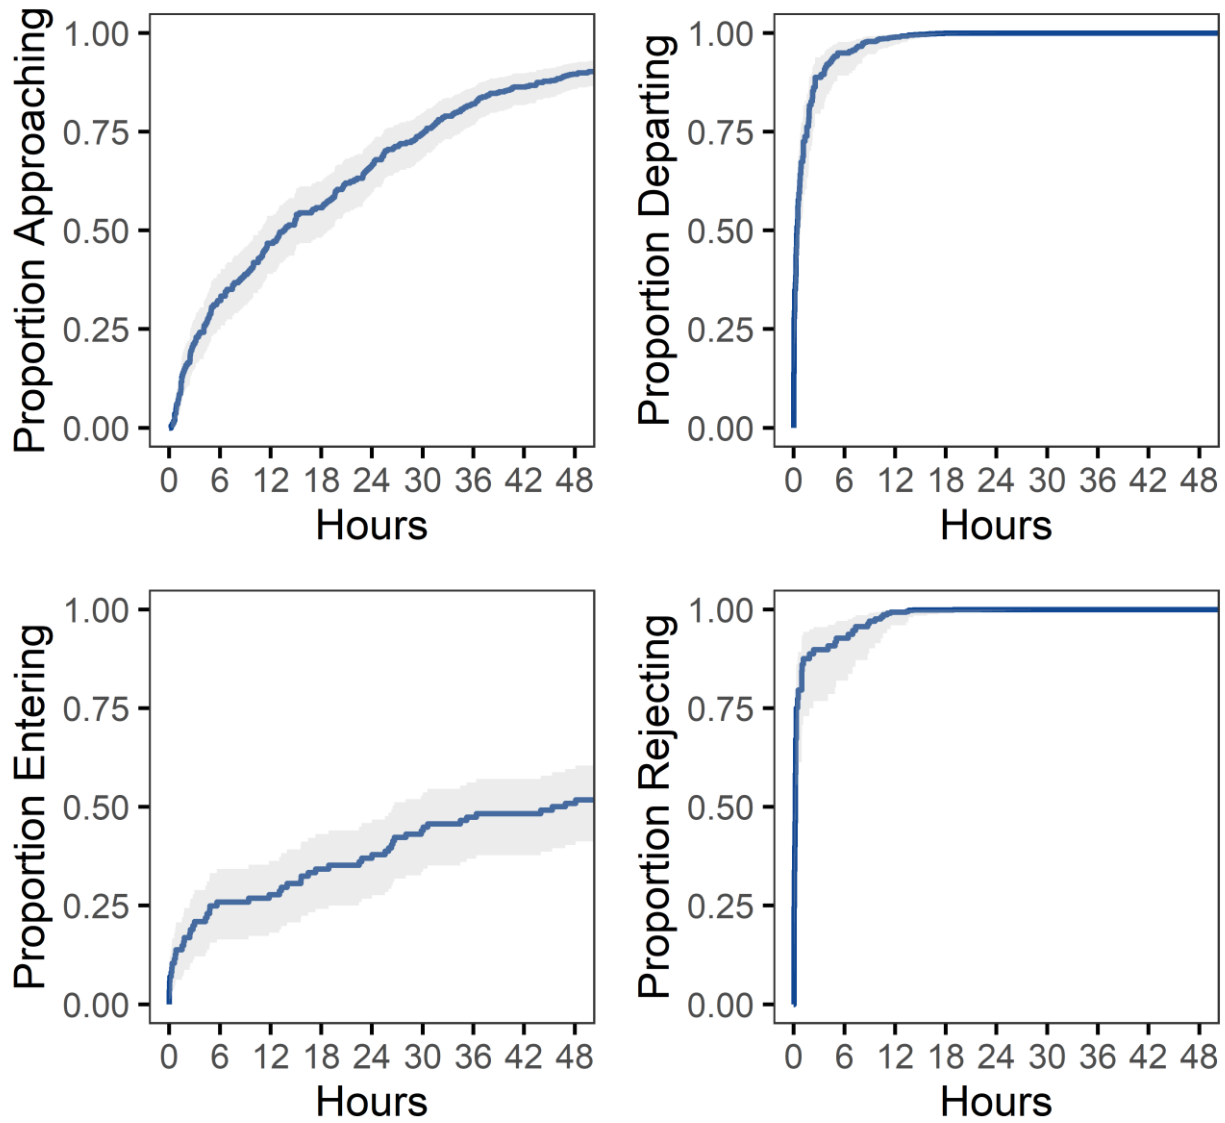 Proportion Approaching
1.00
0.75
0.50
0.25
0.00
0 6 12 18 24 30 36 42 48
Hours
Proportion Departing
1.00
0.75
0.50
0.25
0.00
0 6 12 18 24 30 36 42 48
Hours
Proportion Entering
1.00
0.75
0.50
0.25
0.00
0 6 12 18 24 30 36 42 48
Hours
Proportion Rejecting
1.00
0.75
0.50
0.25
0.00
0 6 12 18 24 30 36 42 48
Hours